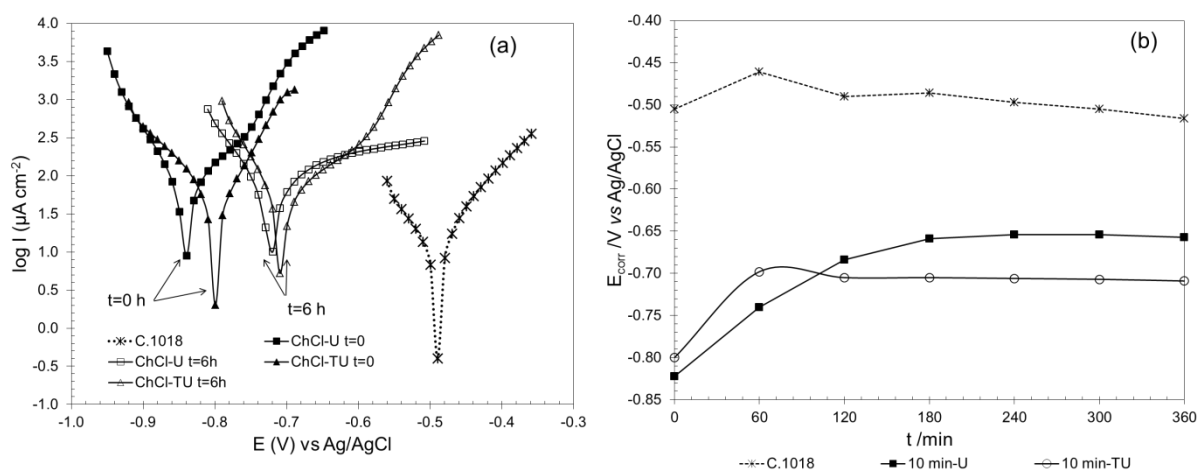 (a)
log I (µA cm-2)
4.0
3.5
3.0
2.5
2.0
1.5
1.0
0.5
0.0
-0.5
-1.0
t=0 h
t=6 h
C.1018
ChCl-U t=0
ChCl-U t=6h
ChCl-TU t=0
ChCl-TU t=6h
-1.0 -0.9 -0.8 -0.7 -0.6 -0.5 -0.4 -0.3
E (V) vs Ag/AgCl
(b)
Ecorr /V vs Ag/AgCl
-0.40
-0.45
-0.50
-0.55
-0.60
-0.65
-0.70
-0.75
-0.80
-0.85
0 60 120 180 240 300 360
t /min
C.1018 10 min-U 10 min-TU